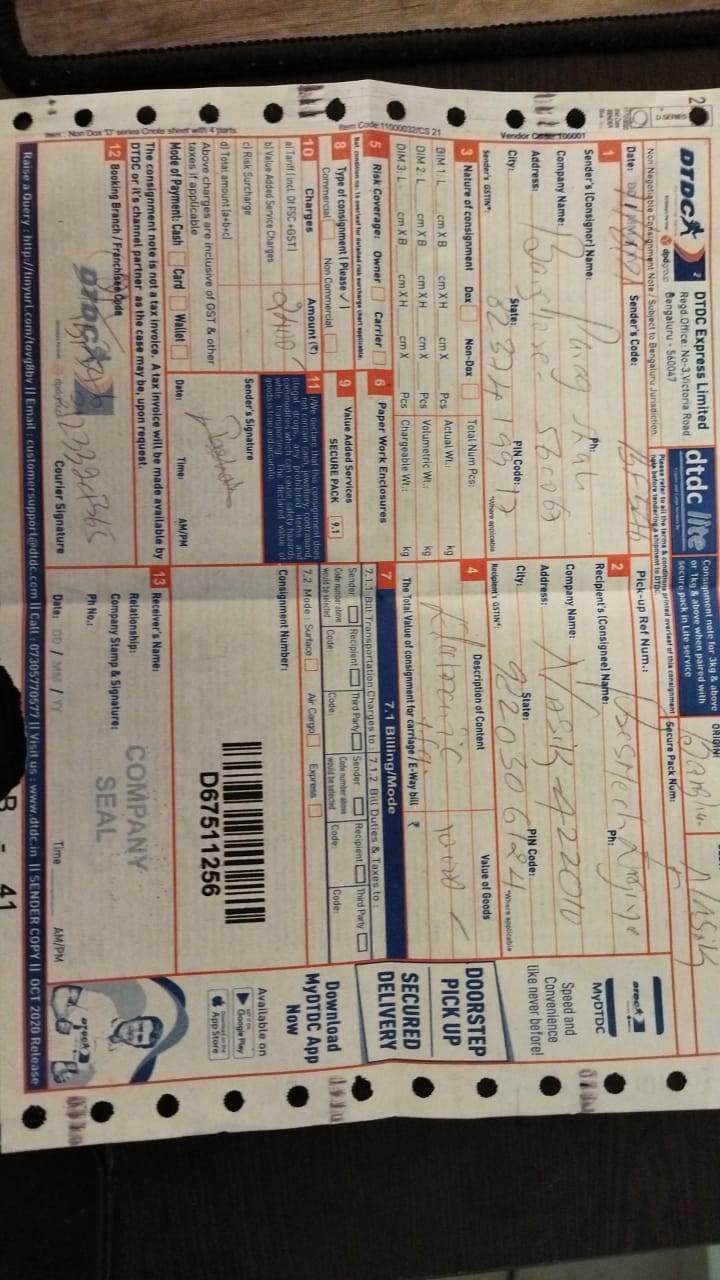 DTDC
dpdgroup
DTDC Express Limited
Regd.Office: No-3,Victoria Road
Bengaluru - 560047
dtdc lite
Consignment note for 3kg & above
or 1kg & above when paired with
secure pack in Lite service
ORIGIN:
Nasik
Non Negotiable Consignment Note / Subject to Bengaluru Jurisdiction.
Please refer to all the terms & conditions printed overleaf of this consignment
note before tendering a shipment to DTDC.
Secure Pack Num:
Date: DD / MM / YY
Sender's Code:
BF546
Pick-up Ref Num.:
1
Sender's (Consignor) Name:
Parag Shah
Ph:
Company Name:
Address:
560067
City:
State:
PIN Code:
Sender's GSTIN*:
82374 199 17
*Where applicable
2
Recipient's (Consignee) Name:
Ph:
Company Name:
Address:
Nasik-422010
City:
State:
PIN Code:
Recipient's GSTIN*:
9220306124
*Where applicable
3 Nature of consignment Dox Non-Dox
Total Num Pcs:
DIM 1: L cm X B cm X H cm X Pcs
Actual Wt.: kg
DIM 2: L cm X B cm X H cm X Pcs
Volumetric Wt.: kg
DIM 3: L cm X B cm X H cm X Pcs
Chargeable Wt.: kg
4
Description of Content
Value of Goods
The Total Value of consignment for carriage / E-Way bill ₹
5 Risk Coverage: Owner Carrier
Ref. condition no: 16 overleaf for detailed risk surcharge chart applicable.
6 Paper Work Enclosures
7 7.1 Billing/Mode
7.1.1 Bill Transportation Charges to : 7.1.2 Bill Duties & Taxes to :
Sender Recipient Third Party Sender Recipient Third Party
Code number above
would be selected
Code: Code:
Code number above
would be selected
Code: Code:
7.2 Mode : Surface Air Cargo Express
8 Type of consignment ( Please ✓ )
Commercial Non Commercial
9 Value Added Services
SECURE PACK 9.1
10 Charges Amount (₹)
a) Tariff (incl. DI FSC +GST)
2400
b) Value Added Service Charges
c) Risk Surcharge
d) Total amount (a+b+c)
Above charges are inclusive of GST & other
taxes if applicable
Mode of Payment: Cash Card Wallet
11 I/We declare that this consignment does
not contain cash, jewellery, contraband,
illegal drugs, any prohibited items and
commodities which can cause safety hazards
while transporting. The declared value of
goods is true and accurate.
Sender's Signature
Date: Time: AM/PM
Consignment Number:
D67511256
The consignment note is not a tax invoice. A tax invoice will be made available by
DTDC or it's channel partner as the case may be, upon request.
12 Booking Branch / Franchisee Code
DTDC
dpdgroup
Courier Signature
13 Receiver's Name:
Relationship:
Company Stamp & Signature:
Ph No.:
COMPANY
SEAL
Date: DD / MM / YY Time AM/PM
DTDC
MyDTDC
Speed and
Convenience
like never before!
DOORSTEP
PICK UP
SECURED
DELIVERY
Download
MyDTDC App
Now
Available on
GET IT ON
Google Play
Download on the
App Store
DTDC
Raise a Query : http://tinyurl.com/tovg8bv || Email : customersupport@dtdc.com || Call : 07305770577 || Visit us : www.dtdc.in || SENDER COPY || OCT 2020 Release
- 41